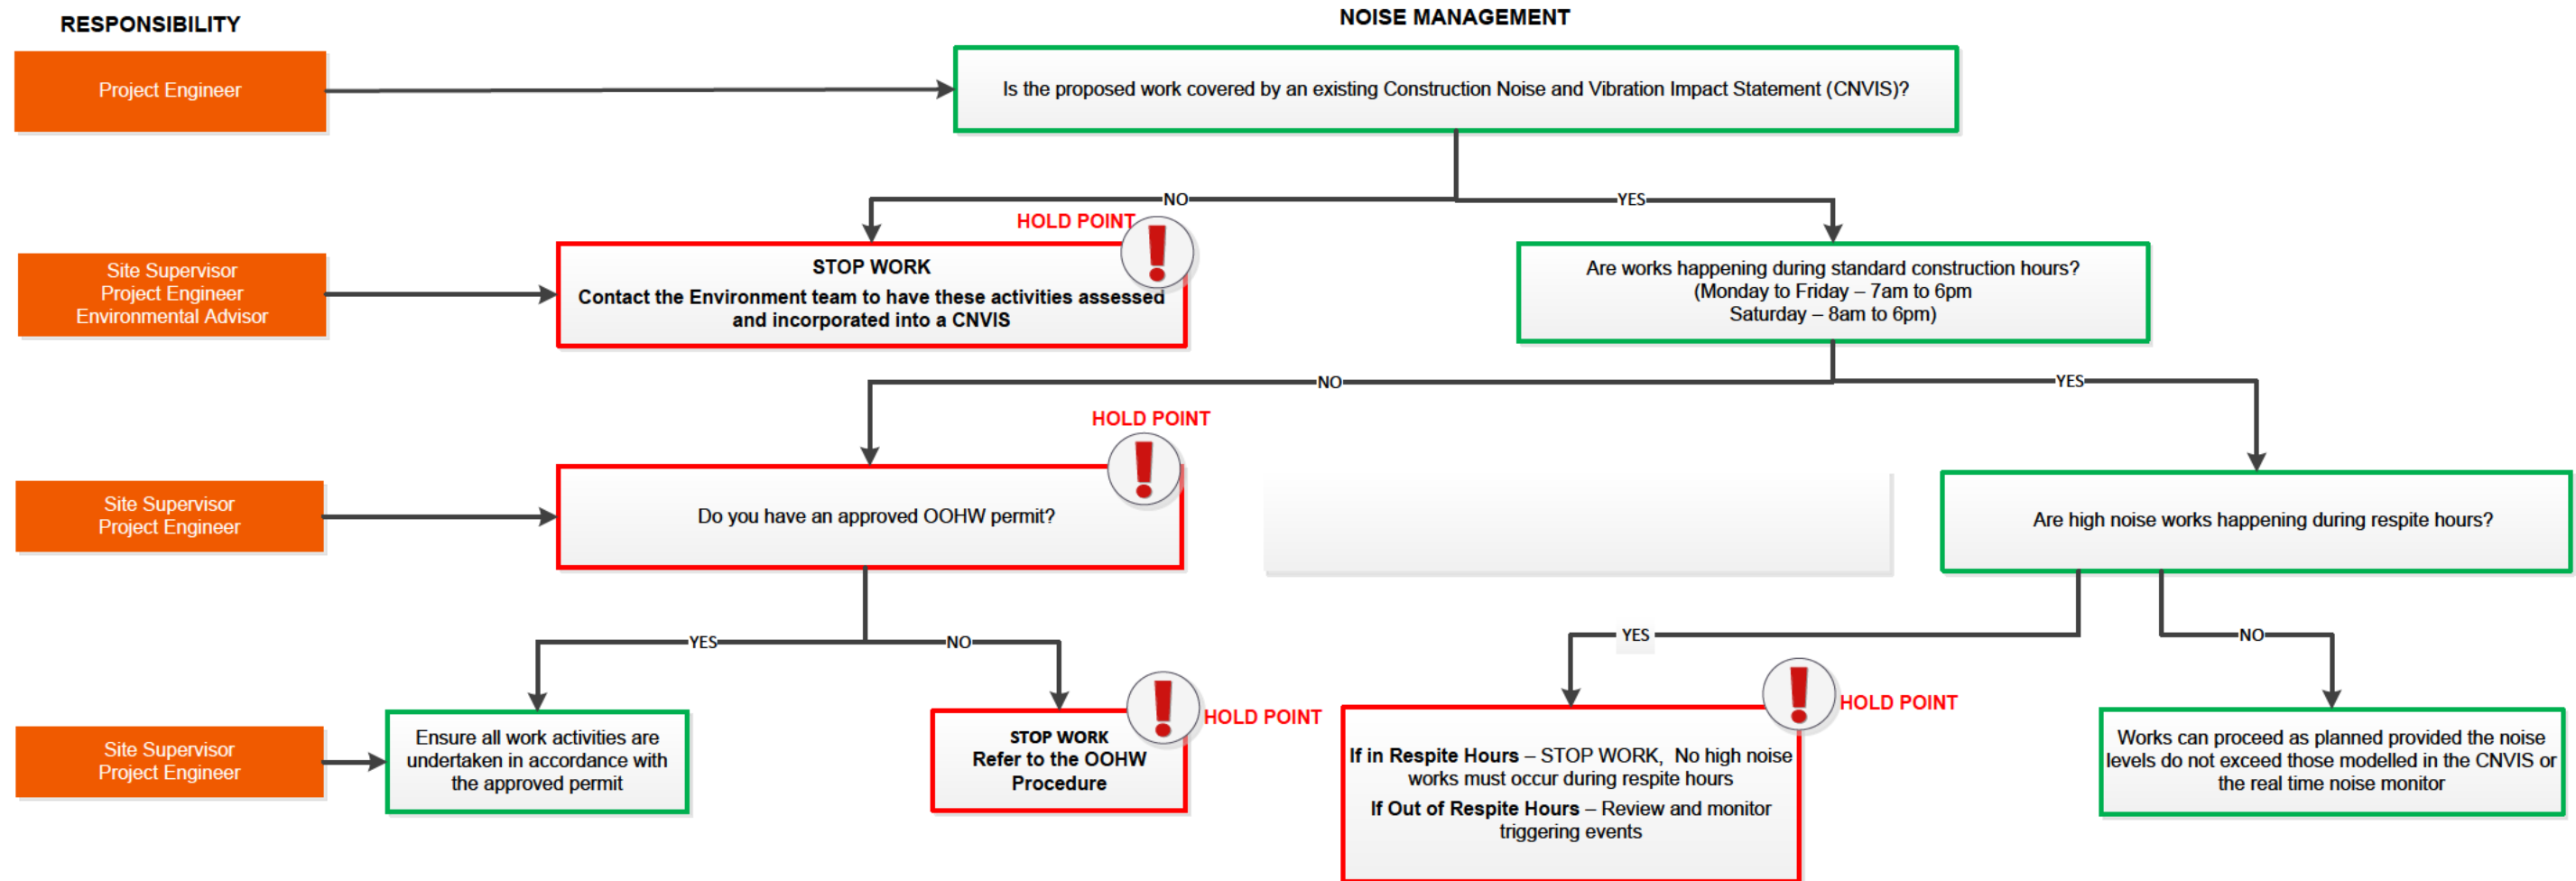 RESPONSIBILITY
NOISE MANAGEMENT
Project Engineer
Is the proposed work covered by an existing Construction Noise and Vibration Impact Statement (CNVIS)?
NO
YES
HOLD POINT
Site Supervisor
Project Engineer
Environmental Advisor
STOP WORK
Contact the Environment team to have these activities assessed
and incorporated into a CNVIS
Are works happening during standard construction hours?
(Monday to Friday – 7am to 6pm
Saturday – 8am to 6pm)
NO
YES
HOLD POINT
Site Supervisor
Project Engineer
Do you have an approved OOHW permit?
Are high noise works happening during respite hours?
YES
NO
YES
NO
Site Supervisor
Project Engineer
Ensure all work activities are
undertaken in accordance with
the approved permit
HOLD POINT
STOP WORK
Refer to the OOHW
Procedure
HOLD POINT
If in Respite Hours – STOP WORK, No high noise
works must occur during respite hours
If Out of Respite Hours – Review and monitor
triggering events
Works can proceed as planned provided the noise
levels do not exceed those modelled in the CNVIS or
the real time noise monitor